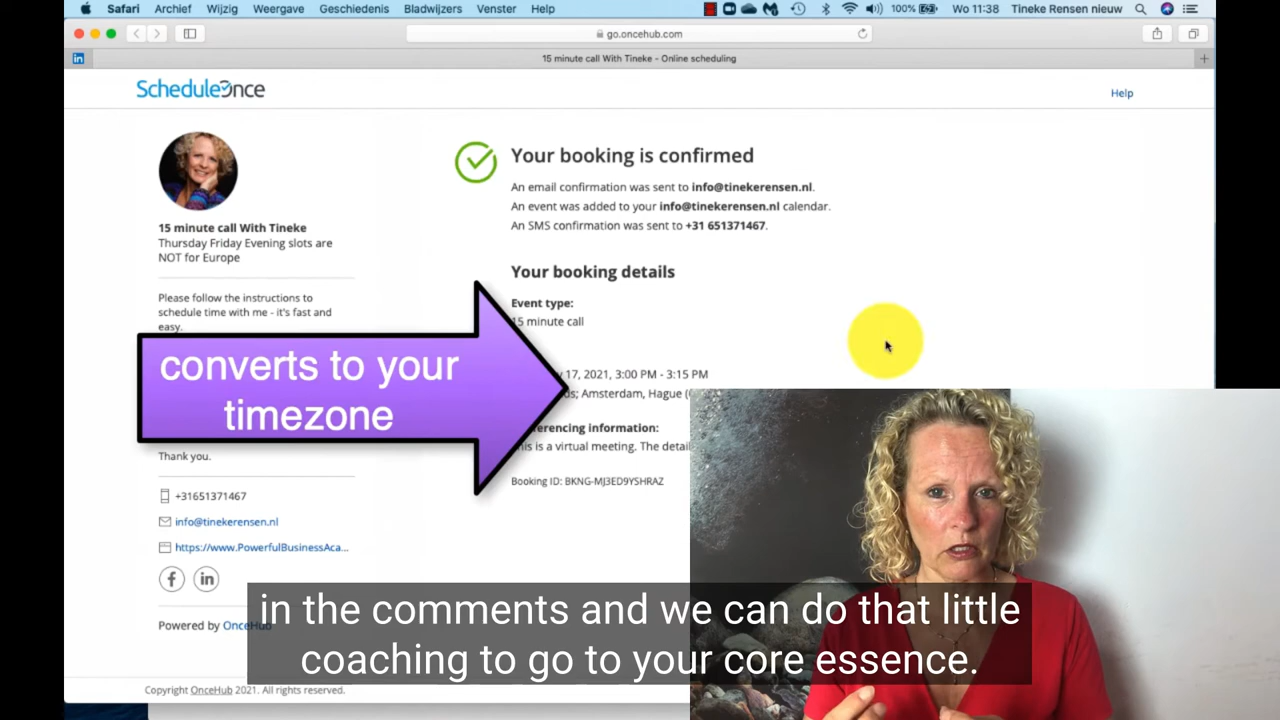 Safari Archief Wijzig Weergave Geschiedenis Bladwijzers Venster Help 100% Wo 11:38 Tineke Rensen nieuw
go.oncehub.com
15 minute call With Tineke - Online scheduling
ScheduleOnce
Help
15 minute call With Tineke
Thursday Friday Evening slots are
NOT for Europe
Please follow the instructions to
schedule time with me - it's fast and
easy.
Thank you.
+31651371467
info@tinekerensen.nl
https://www.PowerfulBusinessAca...
Powered by OnceHub
Your booking is confirmed
An email confirmation was sent to info@tinekerensen.nl.
An event was added to your info@tinekerensen.nl calendar.
An SMS confirmation was sent to +31 651371467.
Your booking details
Event type:
15 minute call
17, 2021, 3:00 PM - 3:15 PM
Amsterdam, Hague
information:
is a virtual meeting. The
Booking ID: BKNG-MJ3ED9YSHRAZ
converts to your
timezone
in the comments and we can do that little
coaching to go to your core essence.
Copyright OnceHub 2021. All rights reserved.